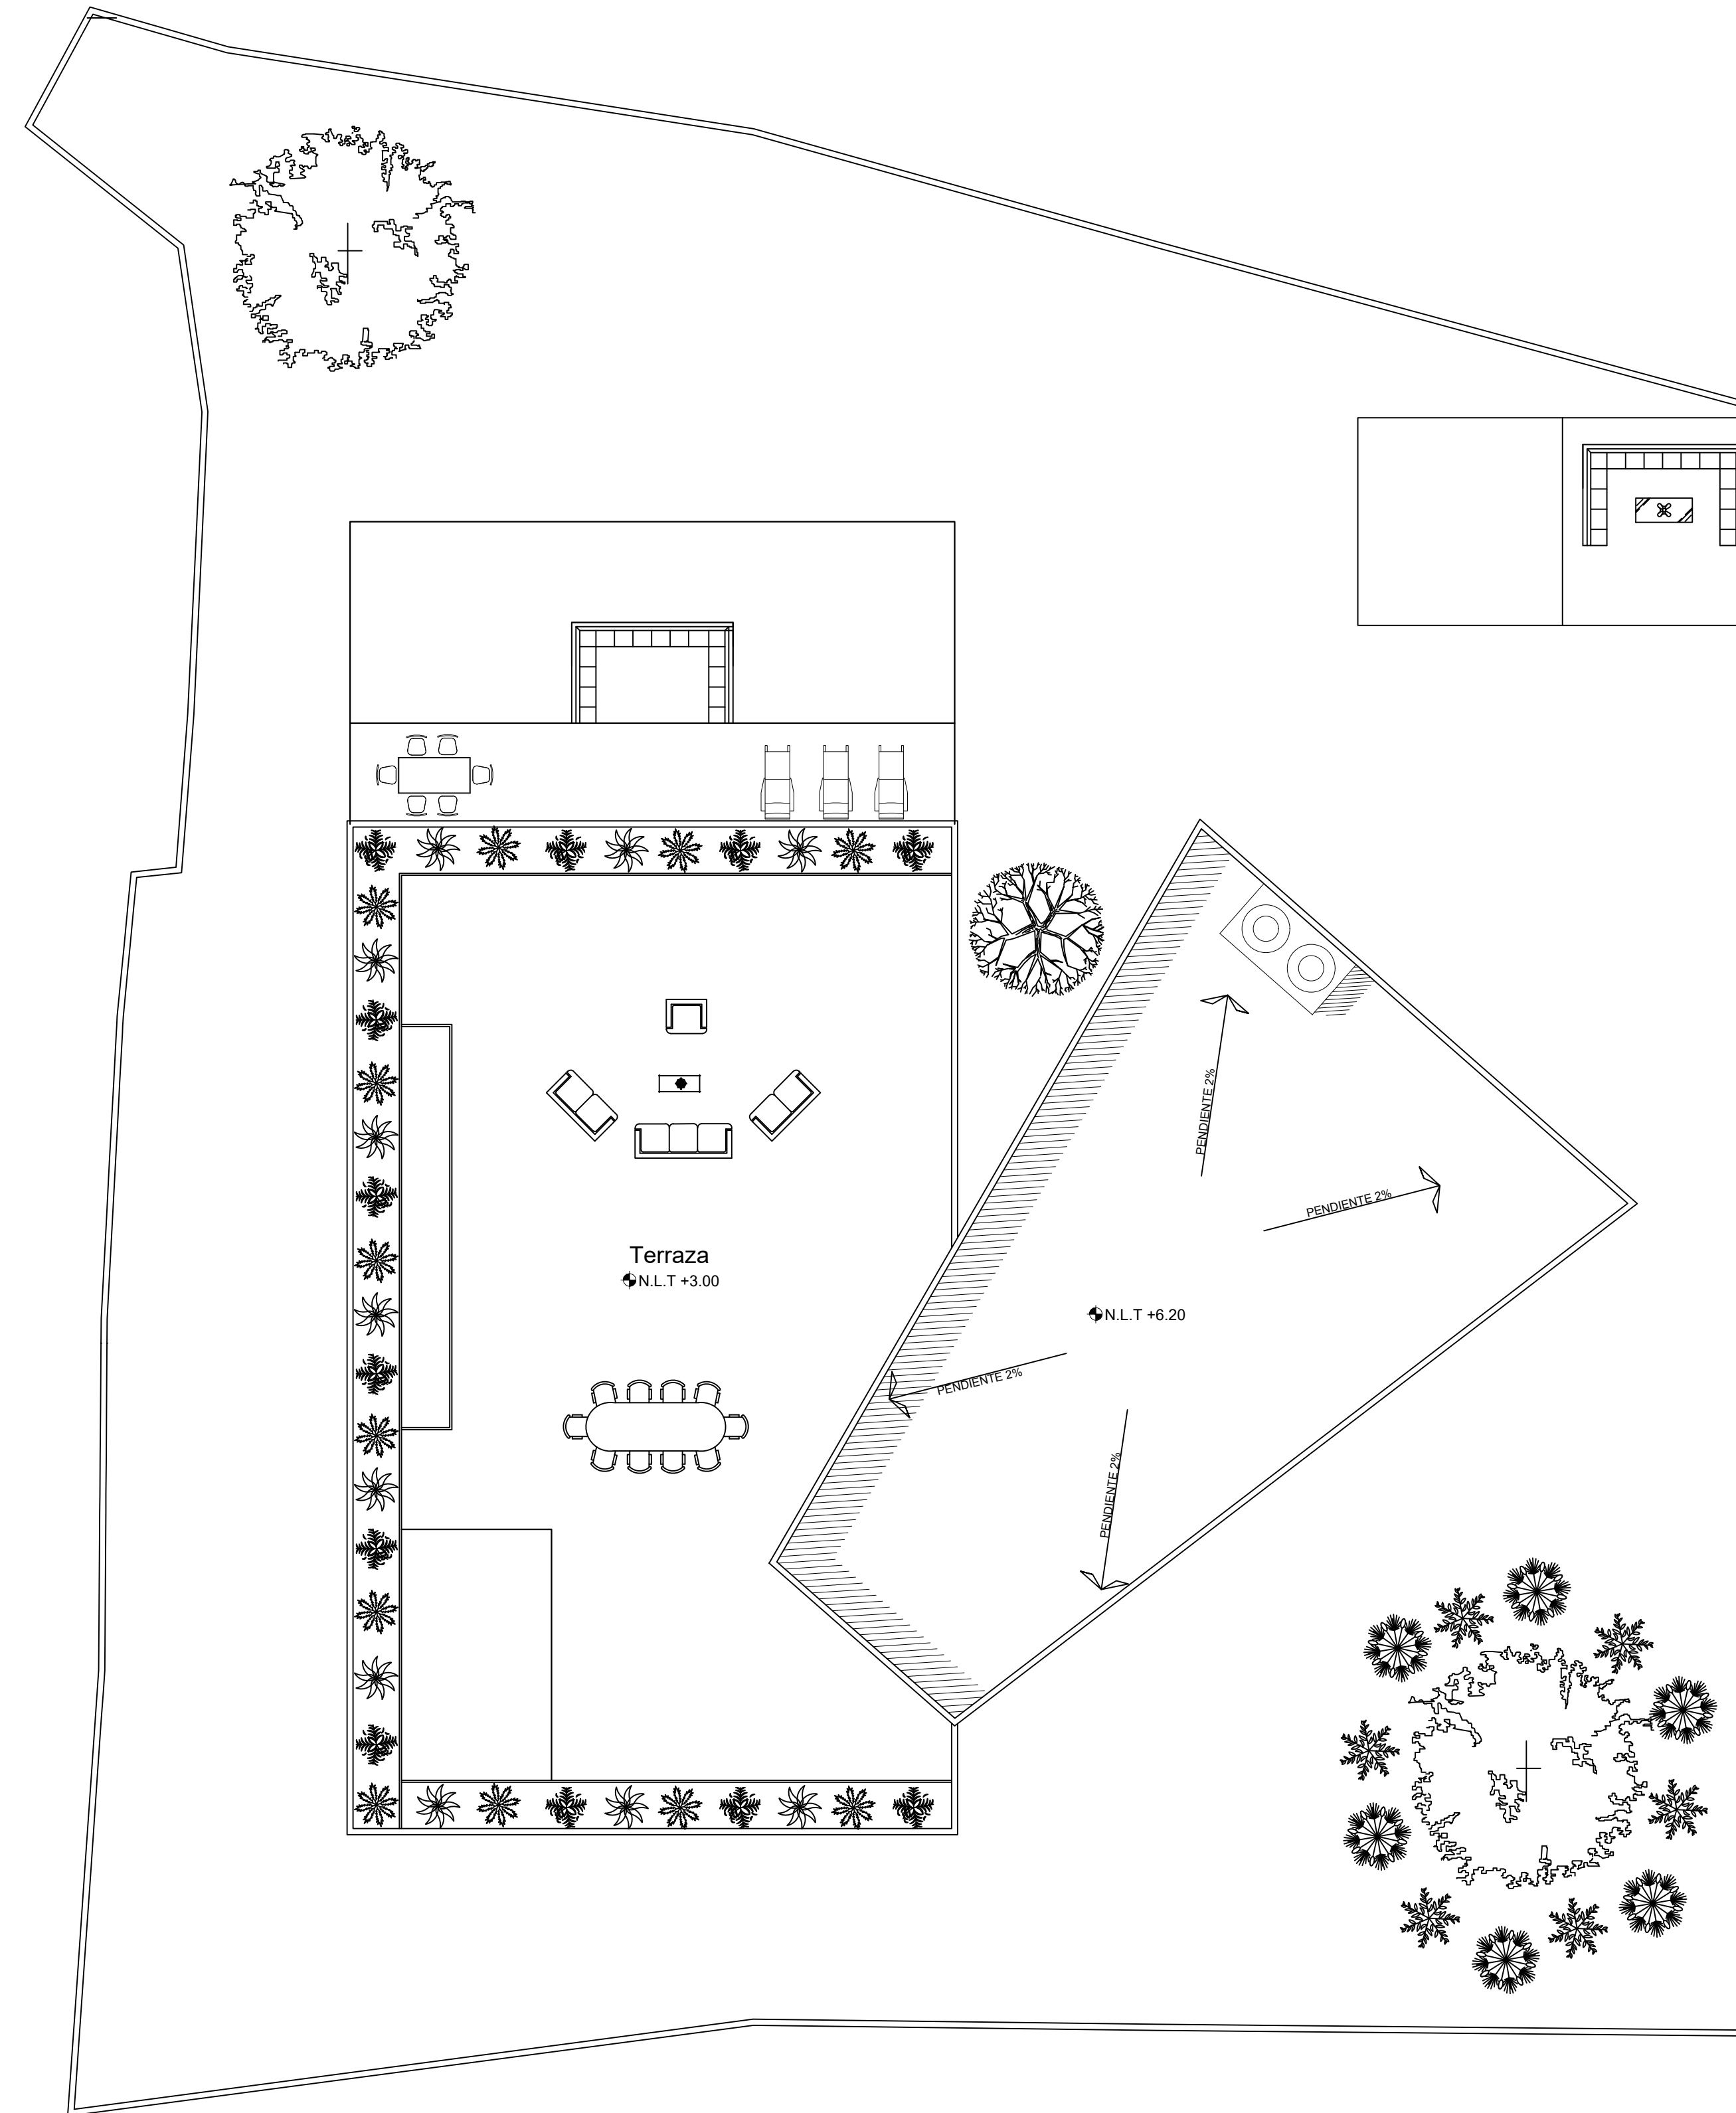 PENDIENTE 2%
PENDIENTE 2%
Terraza
N.L.T +3.00
N.L.T +6.20
PENDIENTE 2%
PENDIENTE 2%